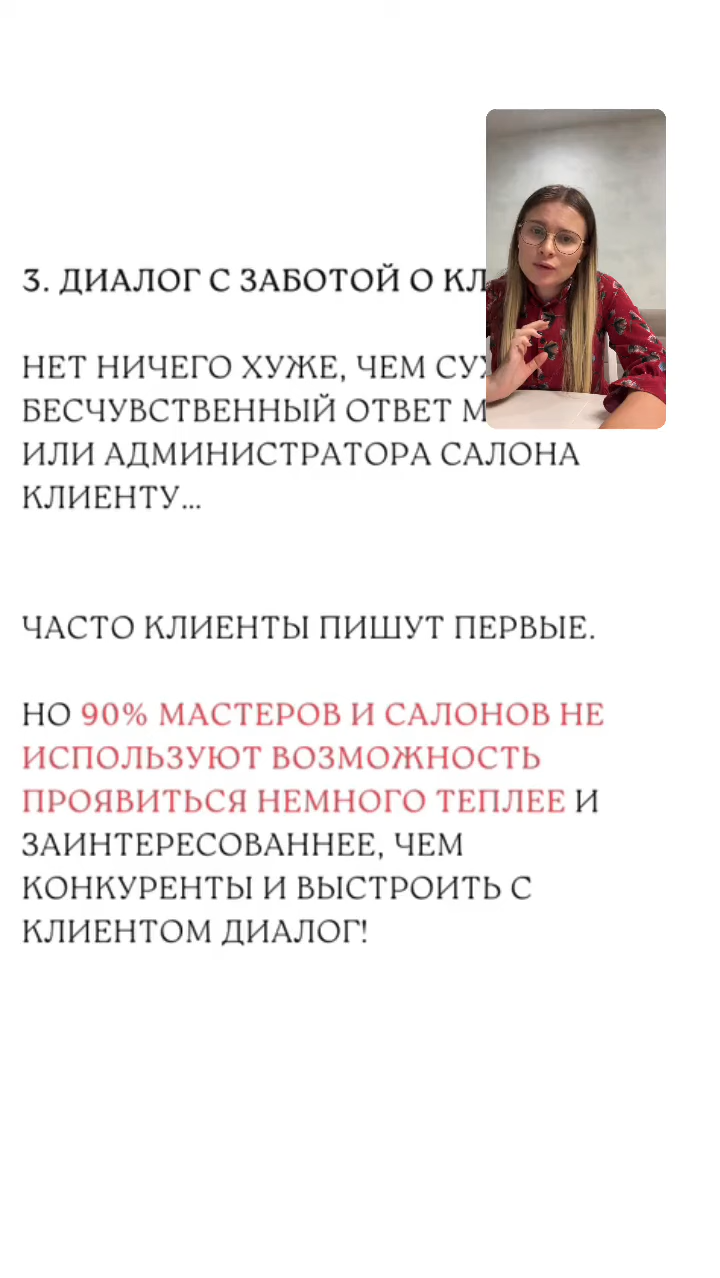 3. ДИАЛОГ С ЗАБОТОЙ О
НЕТ НИЧЕГО ХУЖЕ, ЧЕМ
БЕСЧУВСТВЕННЫЙ ОТВЕТ
ИЛИ АДМИНИСТРАТОРА САЛОНА
КЛИЕНТУ...
ЧАСТО КЛИЕНТЫ ПИШУТ ПЕРВЫЕ.
НО 90% МАСТЕРОВ И САЛОНОВ НЕ
ИСПОЛЬЗУЮТ ВОЗМОЖНОСТЬ
ПРОЯВИТЬСЯ НЕМНОГО ТЕПЛЕЕ И
ЗАИНТЕРЕСОВАННЕЕ, ЧЕМ
КОНКУРЕНТЫ И ВЫСТРОИТЬ С
КЛИЕНТОМ ДИАЛОГ!